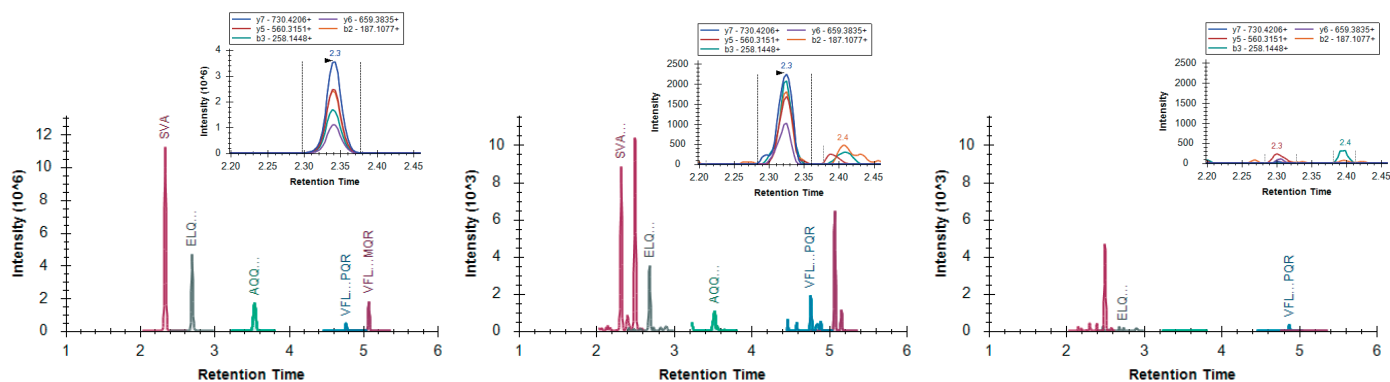 y7 - 730.4206+ y6 - 659.3835+
y5 - 560.3151+ b2 - 187.1077+
b3 - 258.1448+
Intensity (10^6)
4
3
2
1
0
2.3
2.20 2.25 2.30 2.35 2.40 2.45
Retention Time
Intensity (10^6)
12
10
8
6
4
2
0
SVA
ELQ...
AQQ...
VFL...PQR
VFL...MQR
1 2 3 4 5 6
Retention Time
y7 - 730.4206+ y6 - 659.3835+
y5 - 560.3151+ b2 - 187.1077+
b3 - 258.1448+
Intensity
2500
2000
1500
1000
500
0
2.3
2.4
2.20 2.25 2.30 2.35 2.40 2.45
Retention Time
Intensity (10^3)
10
8
6
4
2
0
SVA...
ELQ...
AQQ...
VFL...PQR
1 2 3 4 5 6
Retention Time
y7 - 730.4206+ y6 - 659.3835+
y5 - 560.3151+ b2 - 187.1077+
b3 - 258.1448+
Intensity
2500
2000
1500
1000
500
0
2.3
2.4
2.20 2.25 2.30 2.35 2.40 2.45
Retention Time
Intensity (10^3)
10
8
6
4
2
0
ELQ...
VFL...PQR
1 2 3 4 5 6
Retention Time